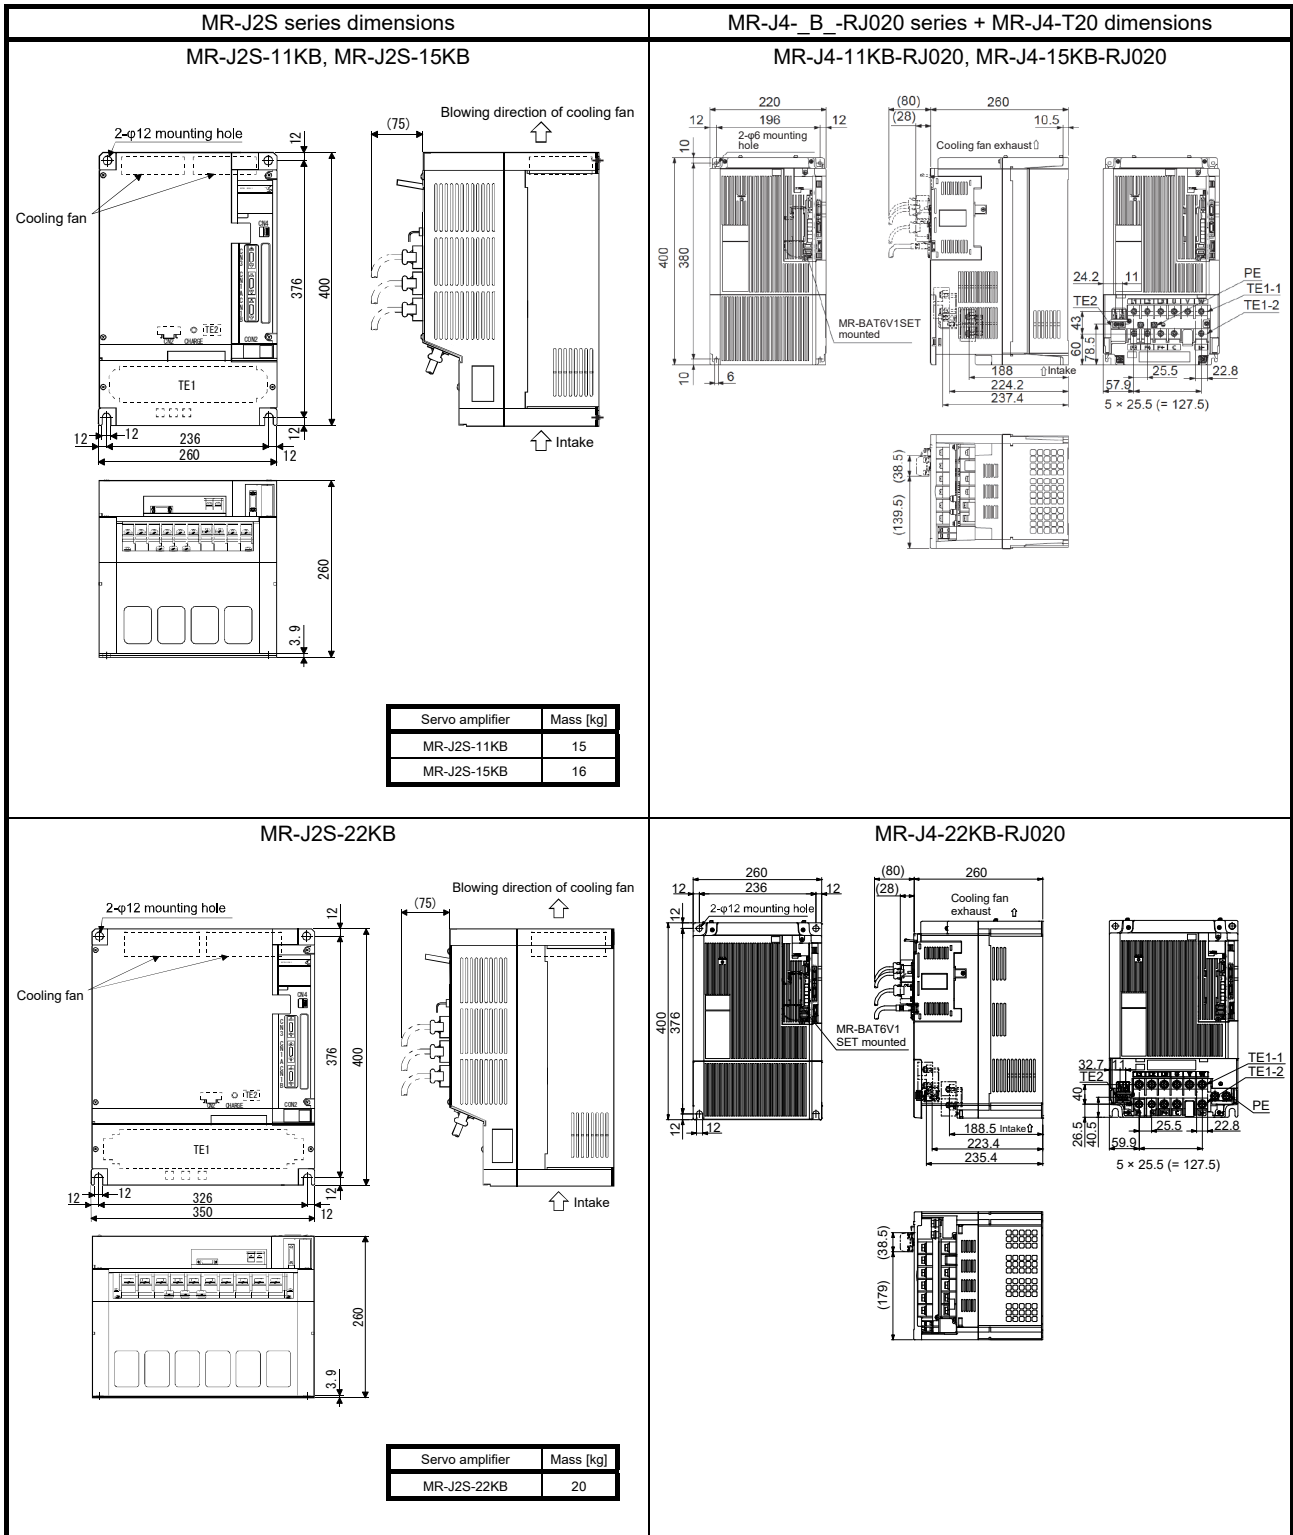 MR-J2S series dimensions
MR-J4-_B_-RJ020 series + MR-J4-T20 dimensions
MR-J2S-11KB, MR-J2S-15KB
2-φ12 mounting hole
12
Cooling fan
CN4
TE2
CN2
CHARGE
CON2
TE1
376
400
12
12
12
236
12
260
(75)
Blowing direction of cooling fan
Intake
260
3.9
Servo amplifier
Mass [kg]
MR-J2S-11KB
15
MR-J2S-15KB
16
MR-J4-11KB-RJ020, MR-J4-15KB-RJ020
220
12
196
12
2-φ6 mounting
hole
10
400
380
10
6
MR-BAT6V1SET
mounted
(80)
260
(28)
10.5
Cooling fan exhaust
188
Intake
224.2
237.4
24.2
11
PE
TE1-1
TE2
TE1-2
43
60
78.5
25.5
22.8
57.9
5 × 25.5 (= 127.5)
(38.5)
(139.5)
MR-J2S-22KB
2-φ12 mounting hole
12
Cooling fan
CN4
TE2
CN2
CHARGE
CON2
TE1
376
400
12
12
12
326
12
350
(75)
Blowing direction of cooling fan
Intake
260
3.9
Servo amplifier
Mass [kg]
MR-J2S-22KB
20
MR-J4-22KB-RJ020
260
12
236
12
2-φ12 mounting hole
12
400
376
12
12
MR-BAT6V1
SET mounted
(80)
260
(28)
Cooling fan
exhaust
188.5
Intake
223.4
235.4
32.7
11
TE1-1
TE2
TE1-2
PE
40
26.5
40.5
25.5
22.8
59.9
5 × 25.5 (= 127.5)
(38.5)
(179)